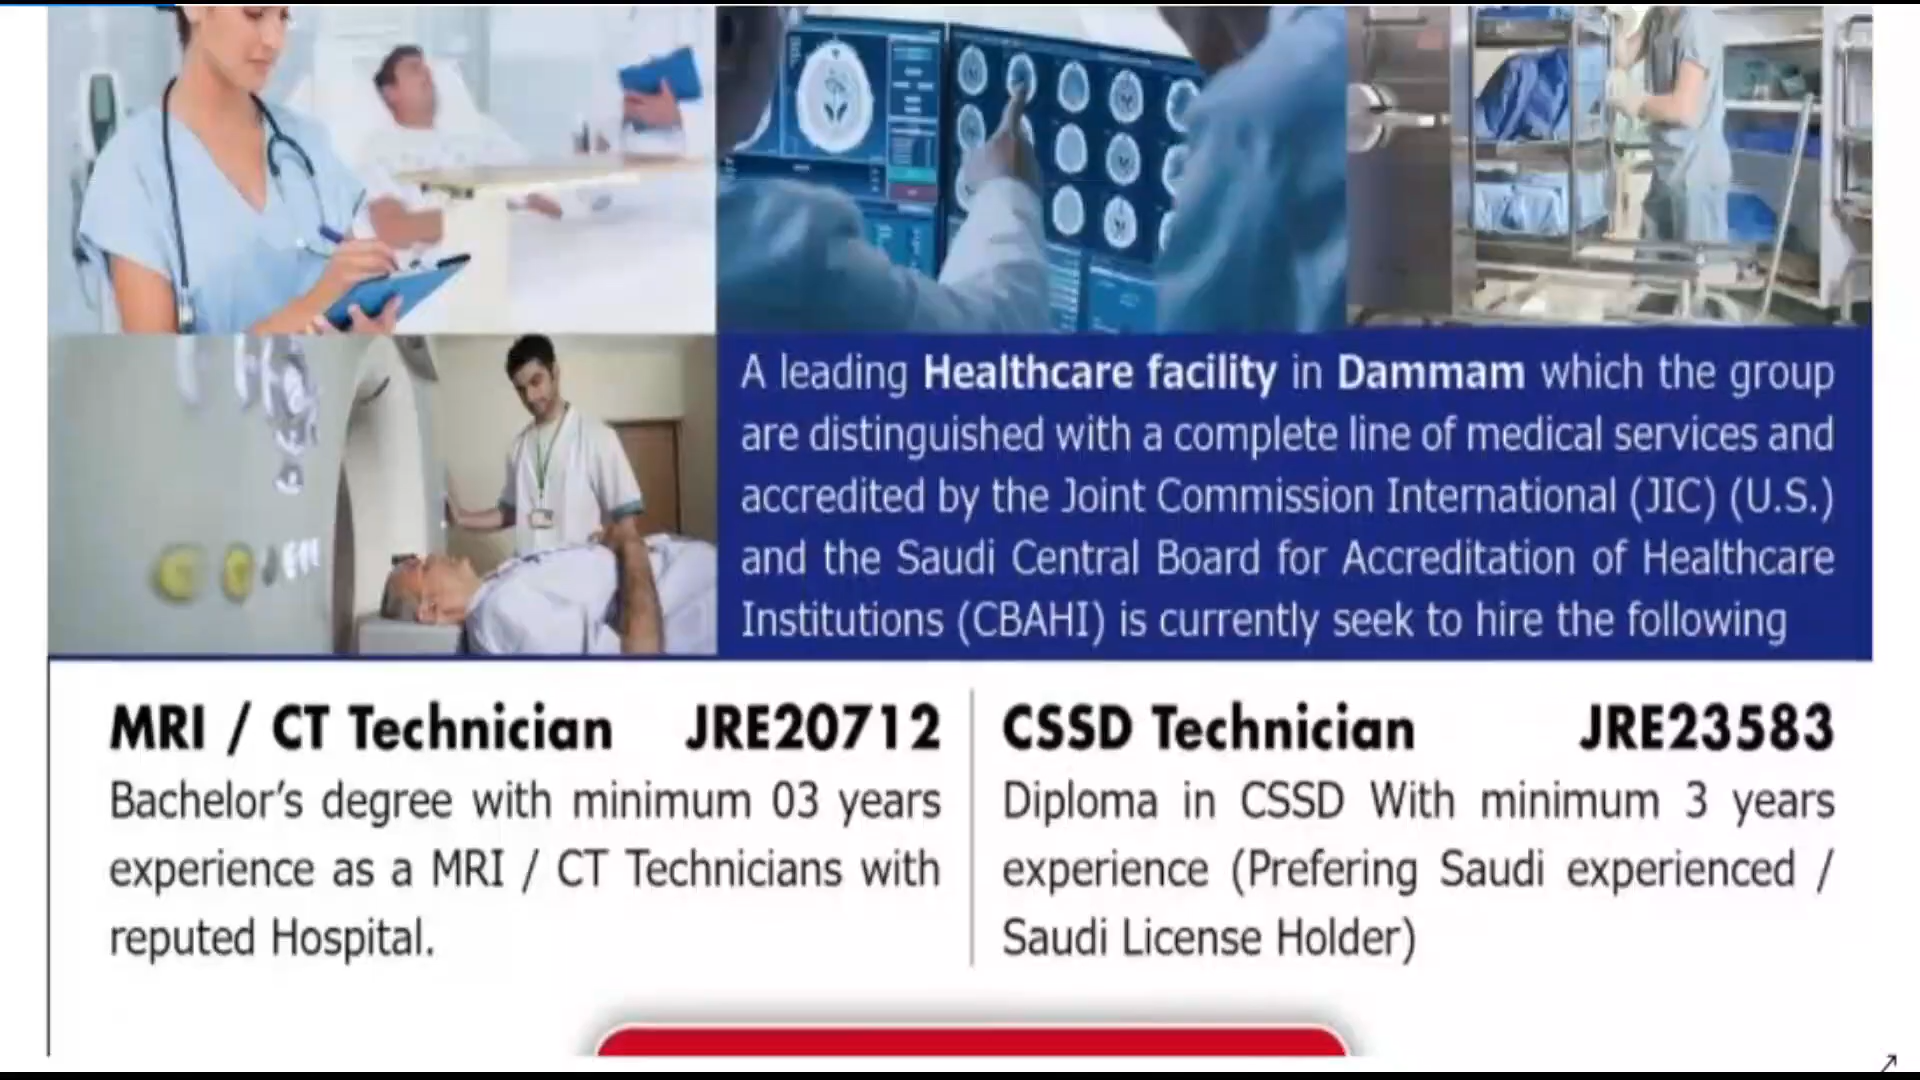 A leading Healthcare facility in Dammam which the group
are distinguished with a complete line of medical services and
accredited by the Joint Commission International (JIC) (U.S.)
and the Saudi Central Board for Accreditation of Healthcare
Institutions (CBAHI) is currently seek to hire the following
MRI / CT Technician JRE20712
Bachelor's degree with minimum 03 years
experience as a MRI / CT Technicians with
reputed Hospital.
CSSD Technician JRE23583
Diploma in CSSD With minimum 3 years
experience (Prefering Saudi experienced /
Saudi License Holder)